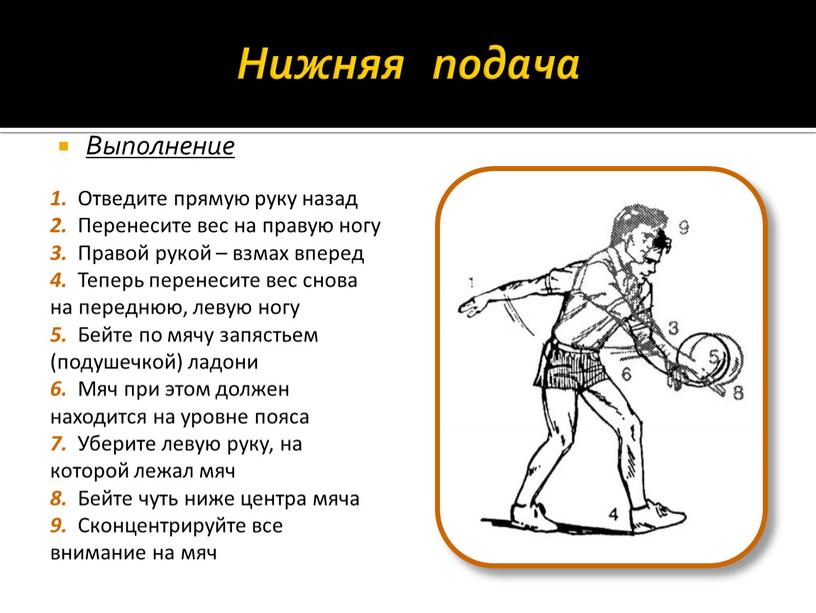 Нижняя подача
Выполнение
1. Отведите прямую руку назад
2. Перенесите вес на правую ногу
3. Правой рукой – взмах вперед
4. Теперь перенесите вес снова
на переднюю, левую ногу
5. Бейте по мячу запястьем
(подушечкой) ладони
6. Мяч при этом должен
находится на уровне пояса
7. Уберите левую руку, на
которой лежал мяч
8. Бейте чуть ниже центра мяча
9. Сконцентрируйте все
внимание на мяч
9
1
3
5
6
8
4